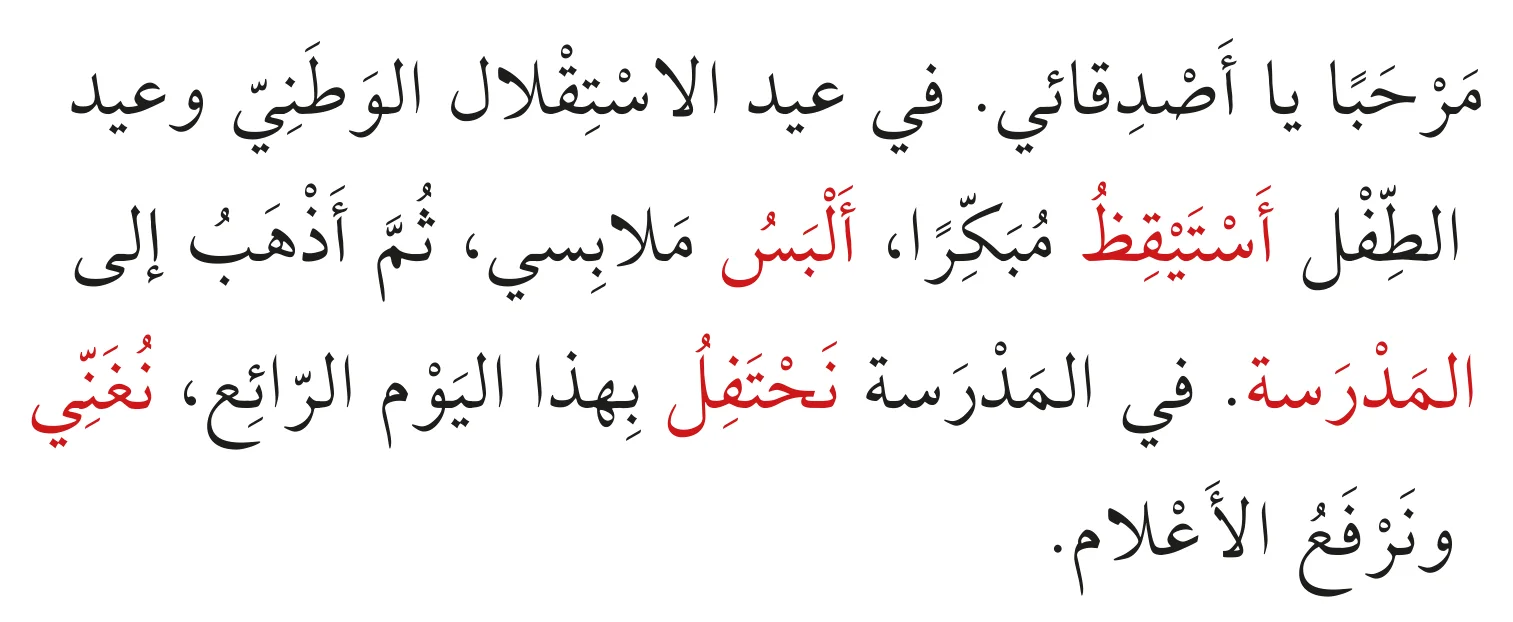 مَرْحَبًا يا أَصْدِقائي. في عيد الاسْتِقْلال الوَطَنِيّ وعيد
الطِّفْل أَسْتَيْقِظُ مُبَكِّرًا، أَلْبَسُ مَلابِسي، ثُمَّ أَذْهَبُ إلى
المَدْرَسة. في المَدْرَسة نَحْتَفِلُ بِهذا اليَوْم الرّائِع، نُغَنّي
ونَرْفَعُ الأَعْلام.